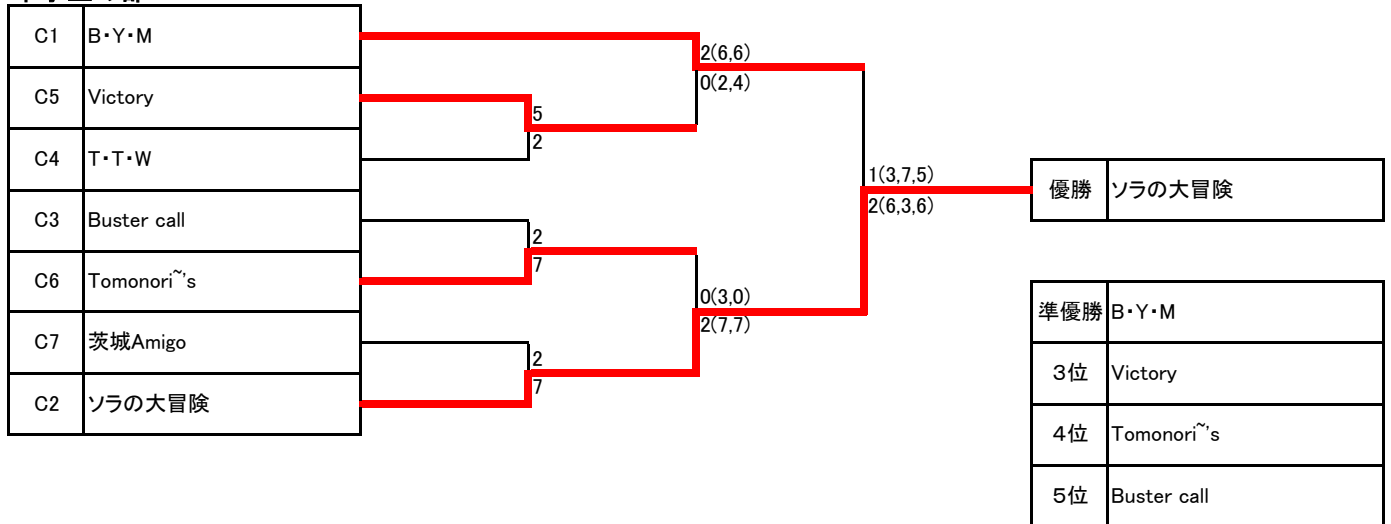 C1 B・Y・M
C5 Victory
C4 T・T・W
C3 Buster call
C6 Tomonori~'s
C7 茨城Amigo
C2 ソラの大冒険
5
2
2
7
2
7
2(6,6)
0(2,4)
0(3,0)
2(7,7)
1(3,7,5)
2(6,3,6)
優勝 ソラの大冒険
準優勝 B・Y・M
3位 Victory
4位 Tomonori~'s
5位 Buster call